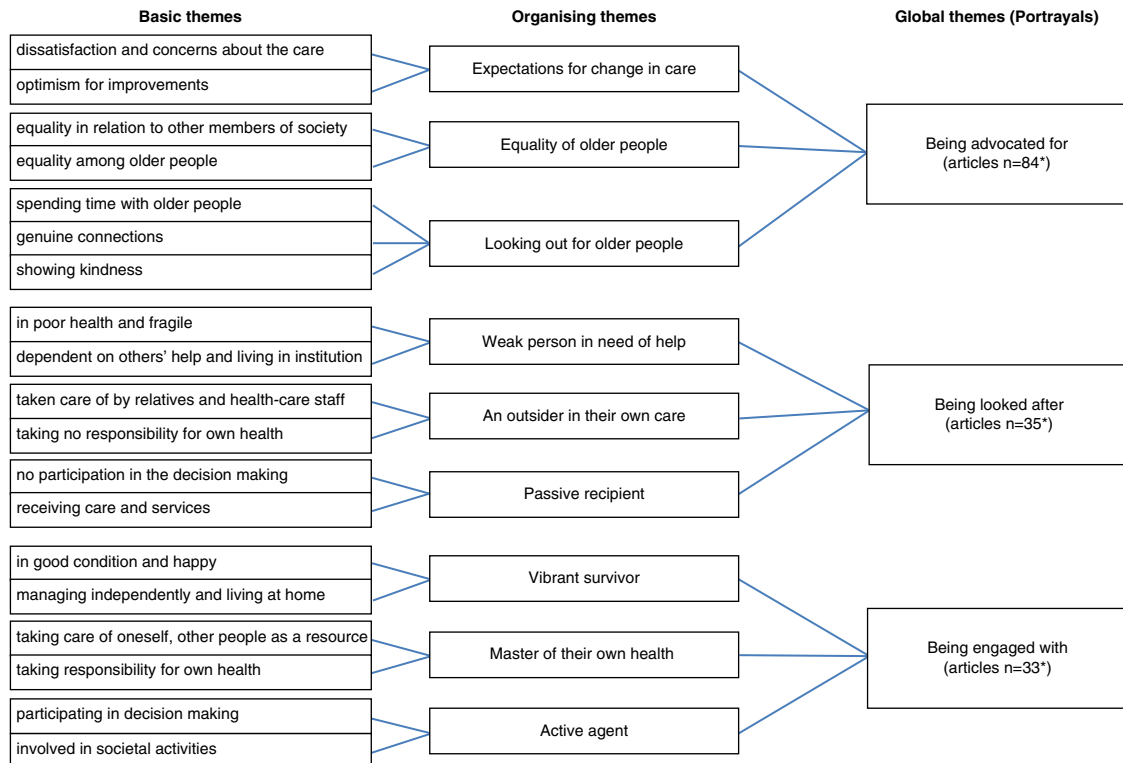 Basic themes
Organising themes
Global themes (Portrayals)
dissatisfaction and concerns about the care
optimism for improvements
Expectations for change in care
equality in relation to other members of society
equality among older people
Equality of older people
spending time with older people
genuine connections
showing kindness
Looking out for older people
Being advocated for
(articles n=84*)
in poor health and fragile
dependent on others’ help and living in institution
Weak person in need of help
taken care of by relatives and health-care staff
taking no responsibility for own health
An outsider in their own care
no participation in the decision making
receiving care and services
Passive recipient
Being looked after
(articles n=35*)
in good condition and happy
managing independently and living at home
Vibrant survivor
taking care of oneself, other people as a resource
taking responsibility for own health
Master of their own health
participating in decision making
involved in societal activities
Active agent
Being engaged with
(articles n=33*)